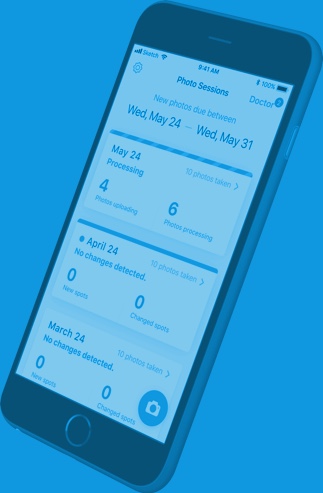 Sketch 9:41 AM 100%
Photo Sessions
Doctor ?
New photos due between
Wed, May 24 — Wed, May 31
May 24
Processing
10 photos taken
4
Photos uploading
6
Photos processing
April 24
No changes detected.
10 photos taken
0
New spots
0
Changed spots
March 24
No changes detected.
10 photos taken
0
New spots
0
Changed spots